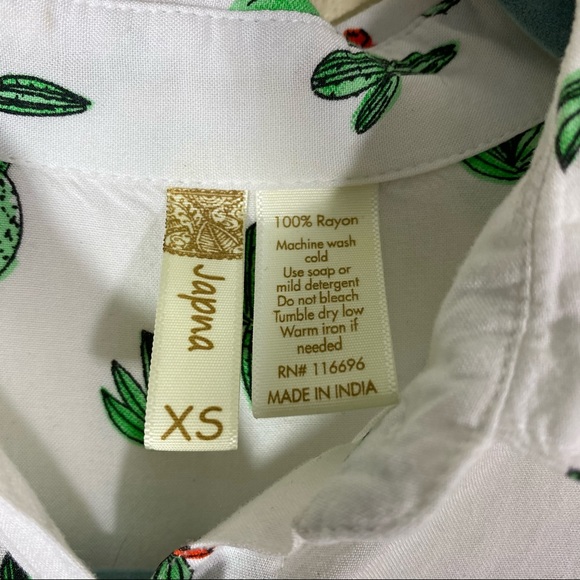 Japna
XS
100% Rayon
Machine wash
cold
Use soap or
mild detergent
Do not bleach
Tumble dry low
Warm iron if
needed
RN# 116696
MADE IN INDIA